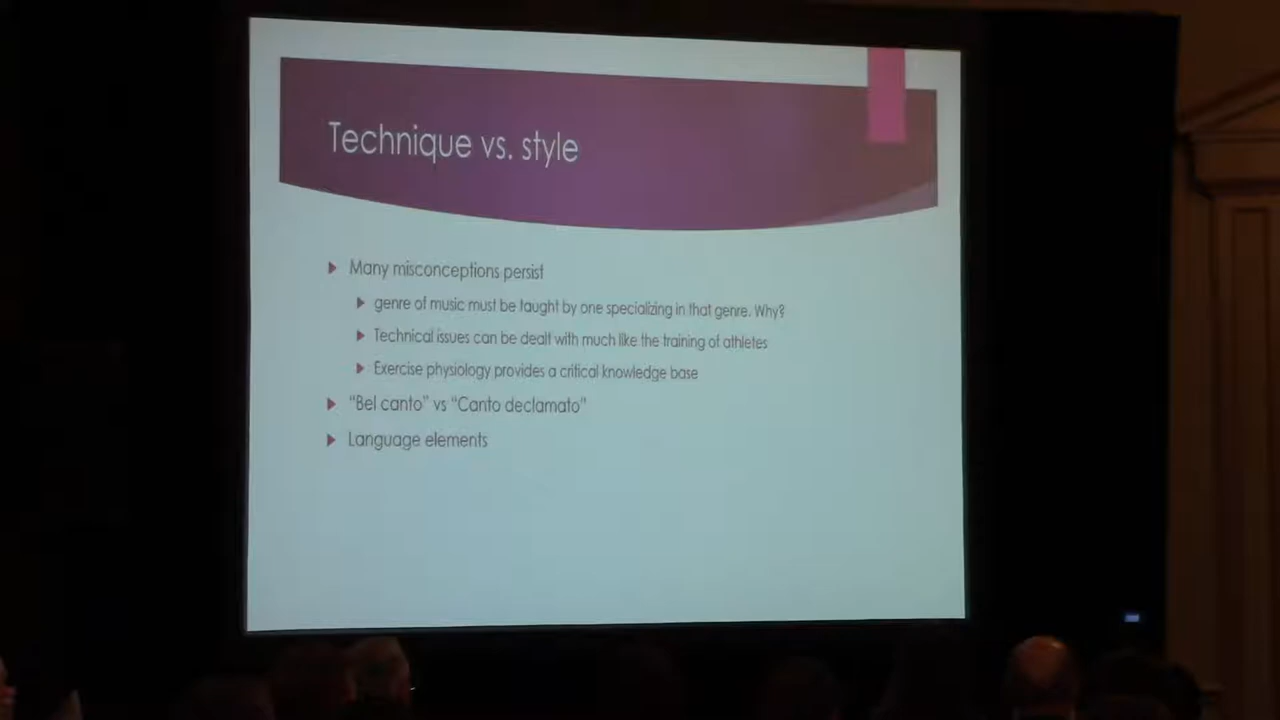 Technique vs. style
Many misconceptions persist
genre of music must be taught by one specializing in that genre. Why?
Technical issues can be dealt with much like the training of athletes
Exercise physiology provides a critical knowledge base
"Bel canto" vs "Canto declamato"
Language elements